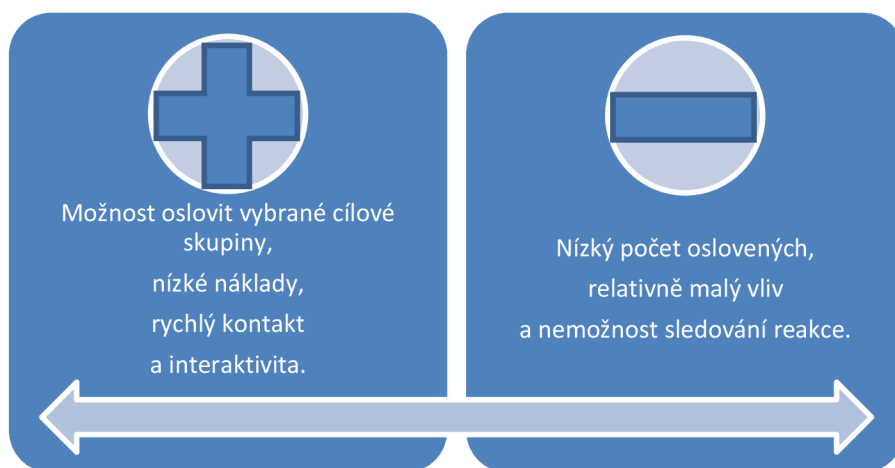 Možnost oslovit vybrané cílové
skupiny,
nízké náklady,
rychlý kontakt
a interaktivita.
Nízký počet oslovených,
relativně malý vliv
a nemožnost sledování reakce.